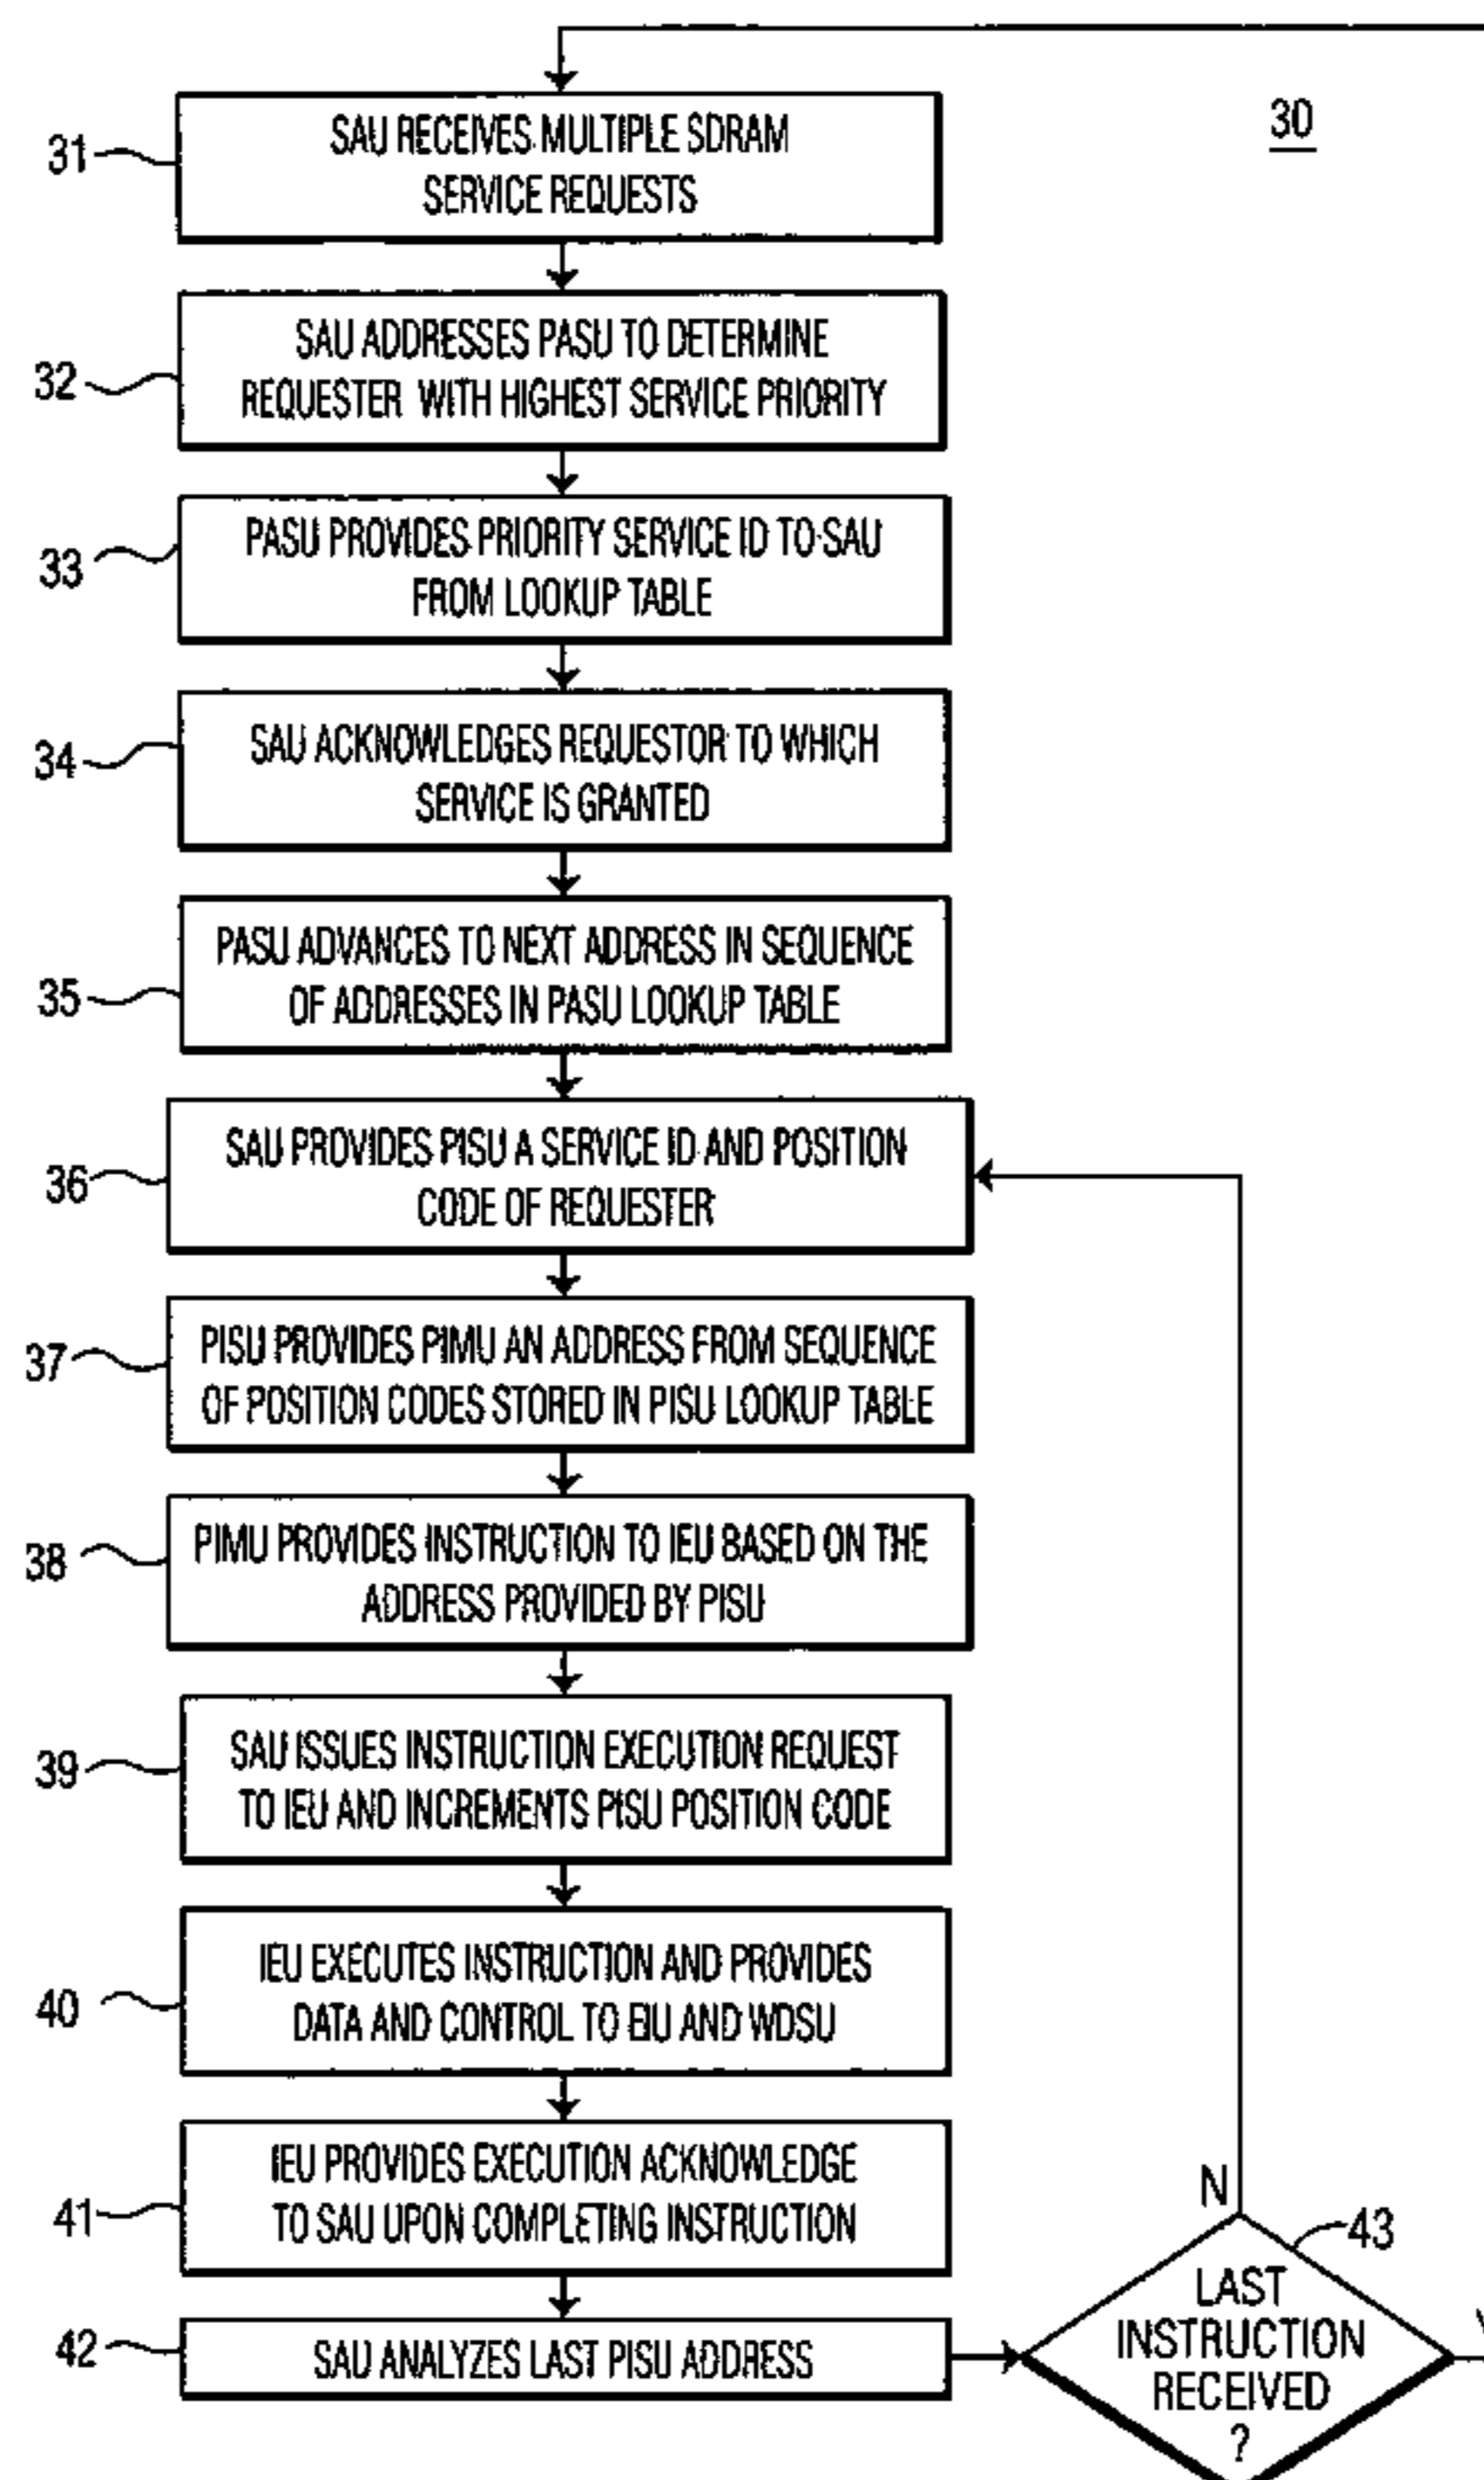 30
31
SAU RECEIVES MULTIPLE SDRAM
SERVICE REQUESTS
32
SAU ADDRESSES PASU TO DETERMINE
REQUESTER WITH HIGHEST SERVICE PRIORITY
33
PASU PROVIDES PRIORITY SERVICE ID TO SAU
FROM LOOKUP TABLE
34
SAU ACKNOWLEDGES REQUESTOR TO WHICH
SERVICE IS GRANTED
35
PASU ADVANCES TO NEXT ADDRESS IN SEQUENCE
OF ADDRESSES IN PASU LOOKUP TABLE
36
SAU PROVIDES PISU A SERVICE ID AND POSITION
CODE OF REQUESTER
37
PISU PROVIDES PIMU AN ADDRESS FROM SEQUENCE
OF POSITION CODES STORED IN PISU LOOKUP TABLE
38
PIMU PROVIDES INSTRUCTION TO IEU BASED ON THE
ADDRESS PROVIDED BY PISU
39
SAU ISSUES INSTRUCTION EXECUTION REQUEST
TO IEU AND INCREMENTS PISU POSITION CODE
40
IEU EXECUTES INSTRUCTION AND PROVIDES
DATA AND CONTROL TO EIU AND WDSU
41
IEU PROVIDES EXECUTION ACKNOWLEDGE
TO SAU UPON COMPLETING INSTRUCTION
42
SAU ANALYZES LAST PISU ADDRESS
N
43
LAST
INSTRUCTION
RECEIVED
?